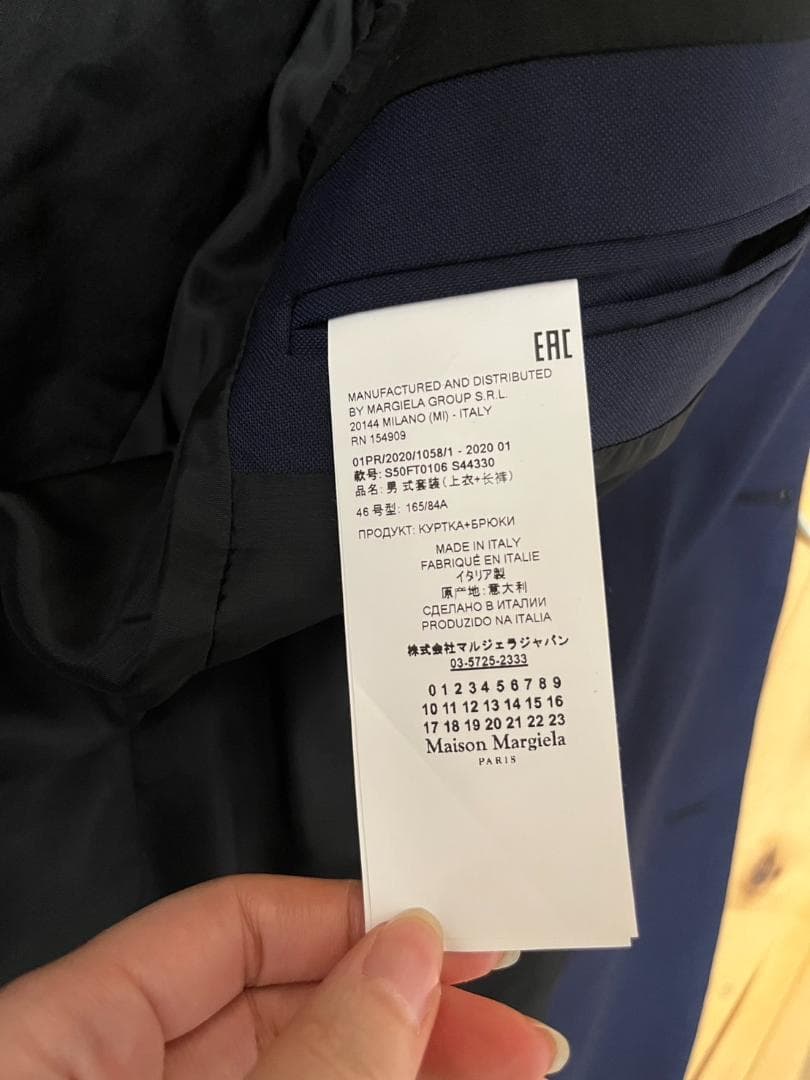 EAC
MANUFACTURED AND DISTRIBUTED
BY MARGIELA GROUP S.R.L.
20144 MILANO (MI) - ITALY
RN 154909
01PR/2020/1058/1 - 2020 01
款号: S50FT0106 S44330
品名: 男 式套装(上衣+长裤)
46 号型: 165/84A
ПРОДУКТ: КУРТКА+БРЮКИ
MADE IN ITALY
FABRIQUÉ EN ITALIE
イタリア製
原产地: 意大利
СДЕЛАНО В ИТАЛИИ
PRODUZIDO NA ITALIA
株式会社マルジェラジャパン
03-5725-2333
0 1 2 3 4 5 6 7 8 9
10 11 12 13 14 15 16
17 18 19 20 21 22 23
Maison Margiela
PARIS